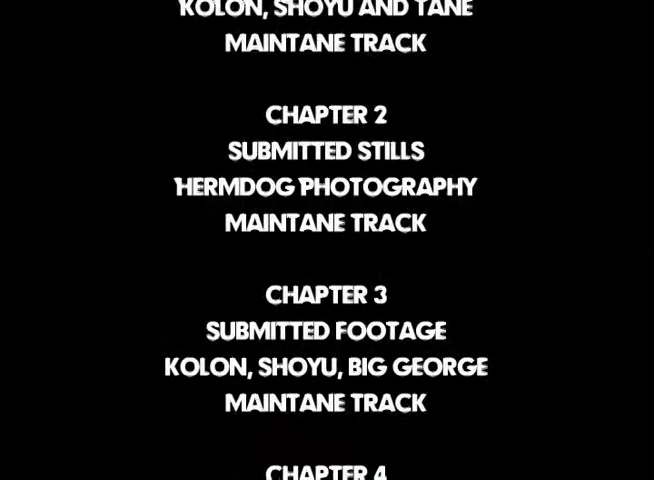 KOLON, SHOYU AND TANE
MAINTANE TRACK
CHAPTER 2
SUBMITTED STILLS
HERMDOG PHOTOGRAPHY
MAINTANE TRACK
CHAPTER 3
SUBMITTED FOOTAGE
KOLON, SHOYU, BIG GEORGE
MAINTANE TRACK
CHAPTER 4